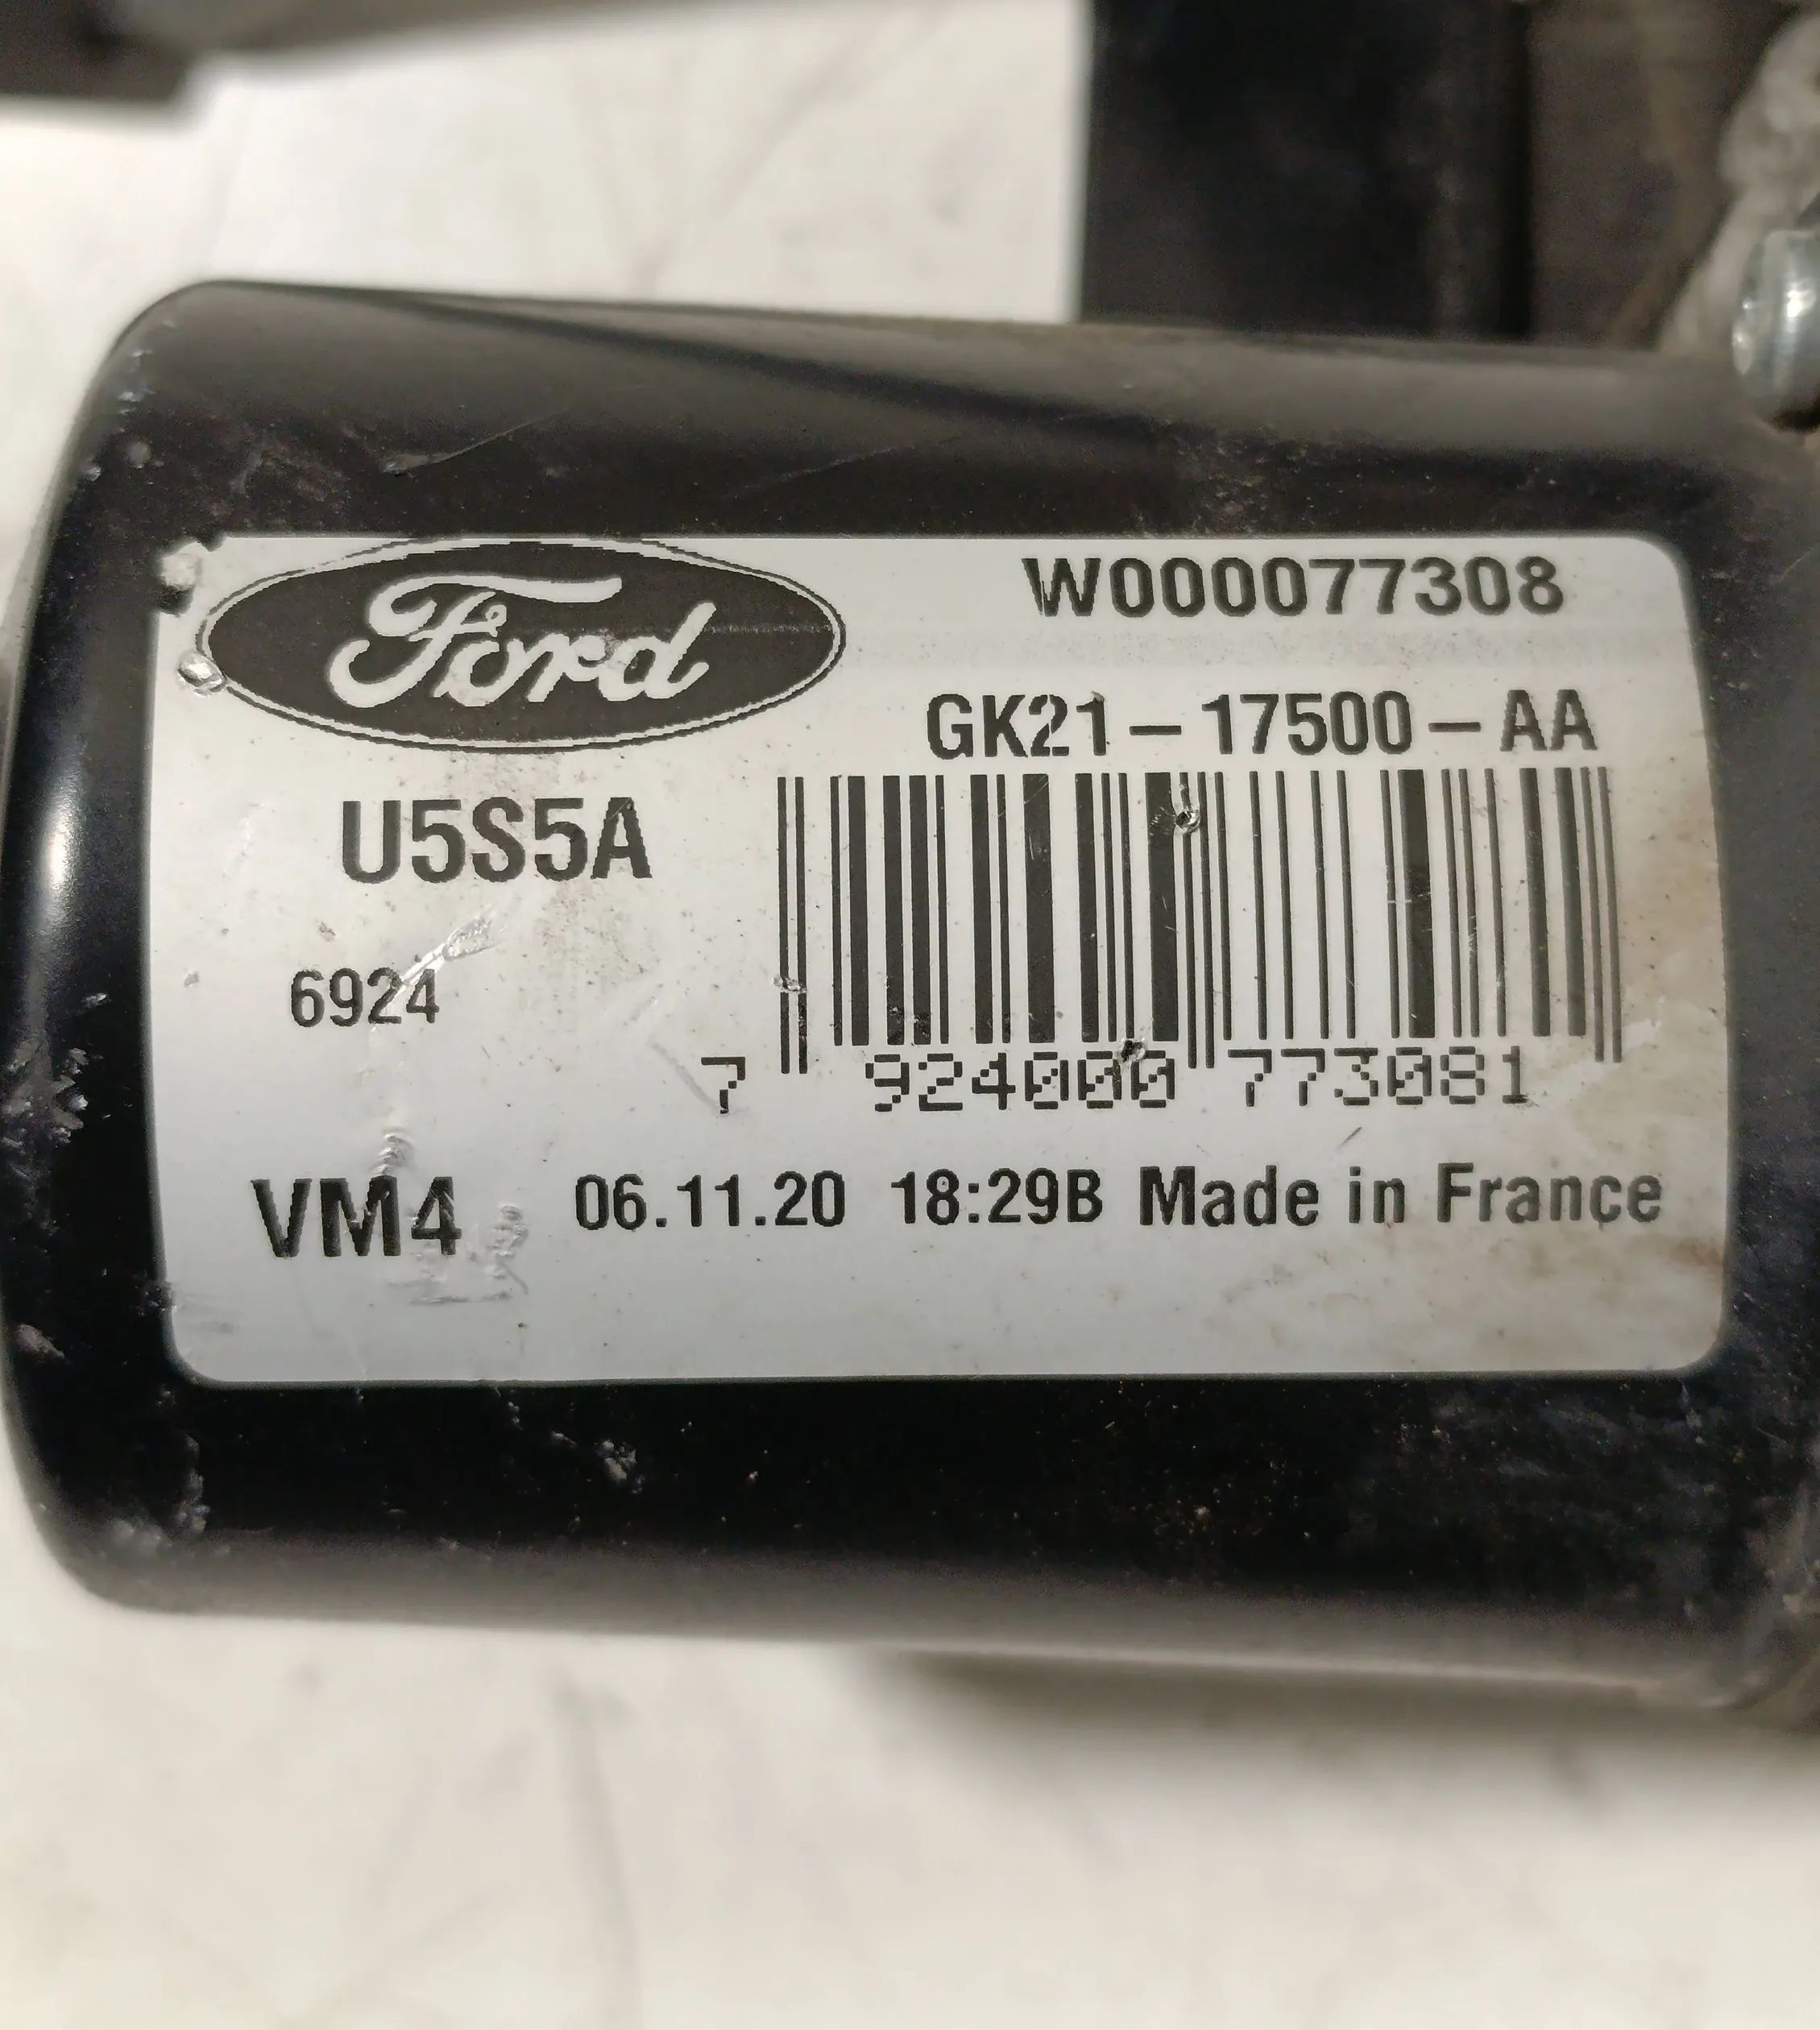 Ford
W000077308
GK21-17500-AA
U5S5A
6924
7 924000 773081
VM4 06.11.20 18:29B Made in France